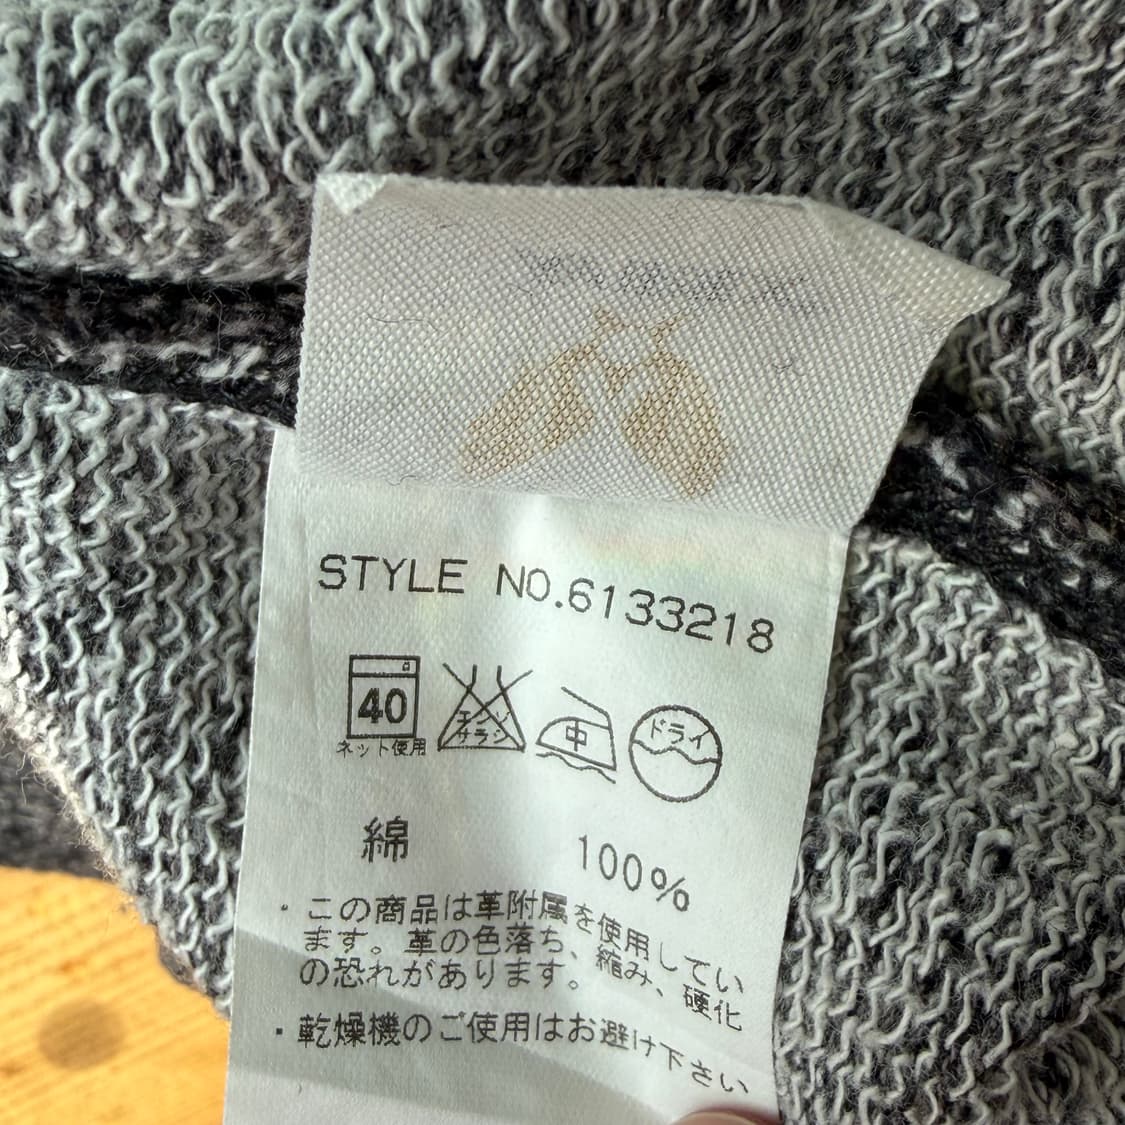 STYLE NO.6133218
40
ネット使用
エンソ
サラシ
中
ドライ
綿 100%
・この商品は革附属を使用してい
ます。革の色落ち、縮み、硬化
の恐れがあります。
・乾燥機のご使用はお避け下さい